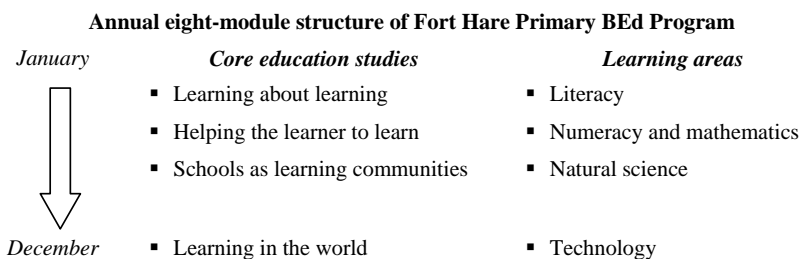 Annual eight-module structure of Fort Hare Primary BEd Program
January Core education studies Learning areas
▪ Learning about learning ▪ Literacy
▪ Helping the learner to learn ▪ Numeracy and mathematics
▪ Schools as learning communities ▪ Natural science
December ▪ Learning in the world ▪ Technology